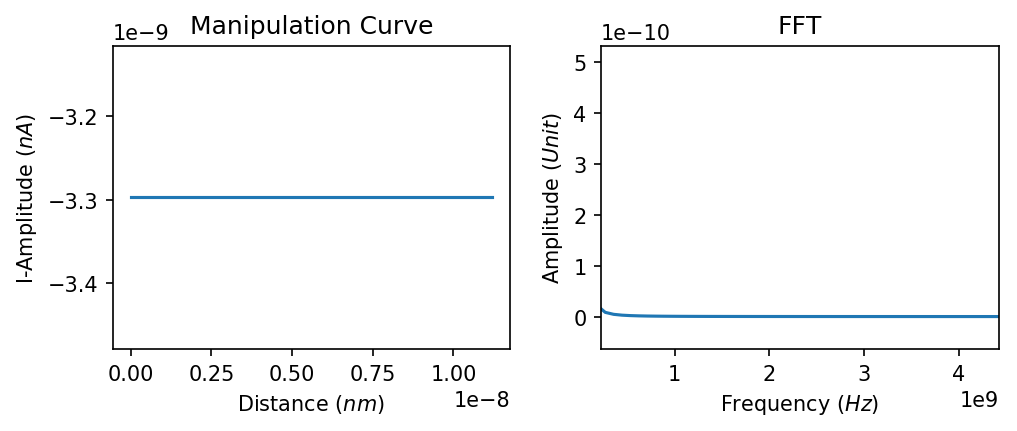 Manipulation Curve
1e−9
−3.2
−3.3
−3.4
I-Amplitude (nA)
0.00 0.25 0.50 0.75 1.00
1e−8
Distance (nm)
FFT
1e−10
5
4
3
2
1
0
Amplitude (Unit)
1 2 3 4
1e9
Frequency (Hz)